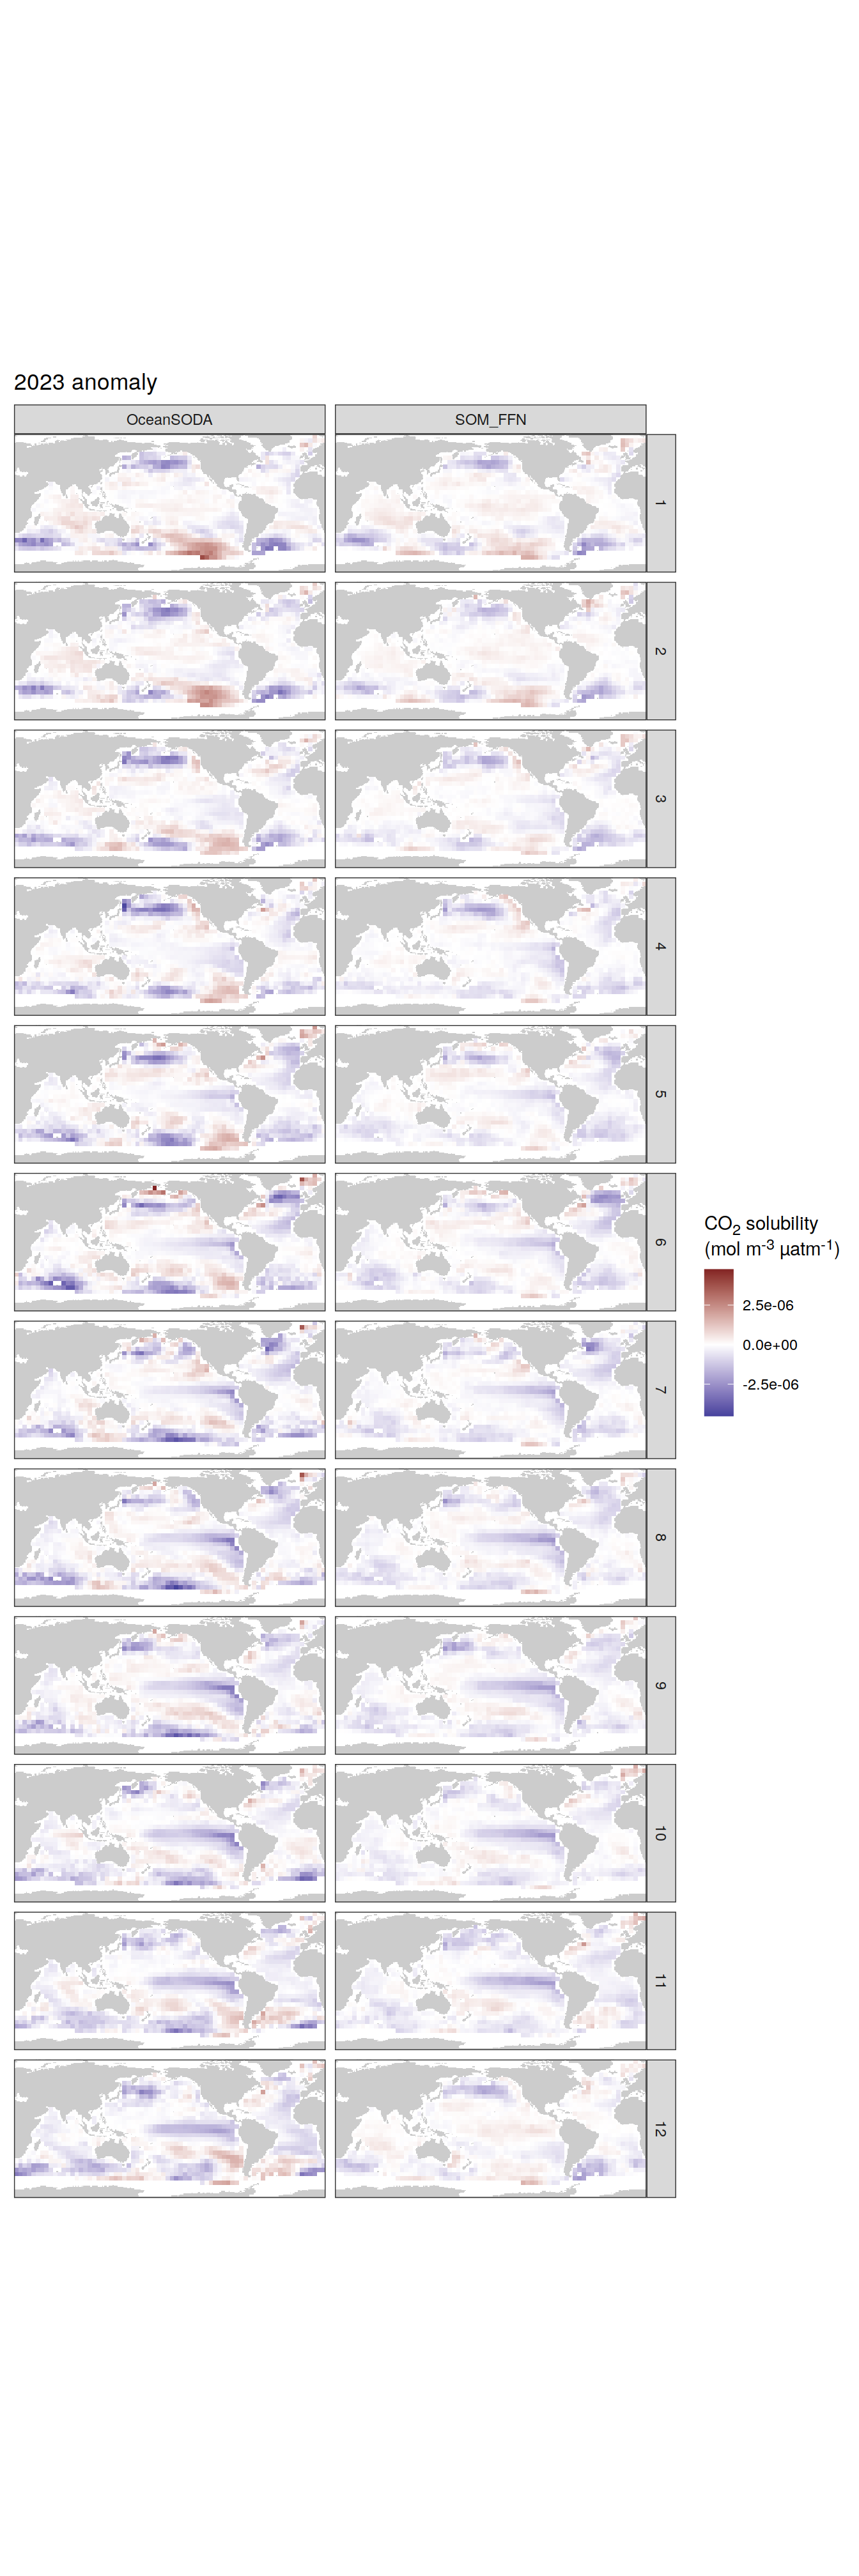 2023 anomaly
OceanSODA SOM_FFN
1
2
3
4
5
6
7
8
9
10
11
12
CO2 solubility
(mol m-3 µatm-1)
2.5e-06
0.0e+00
-2.5e-06